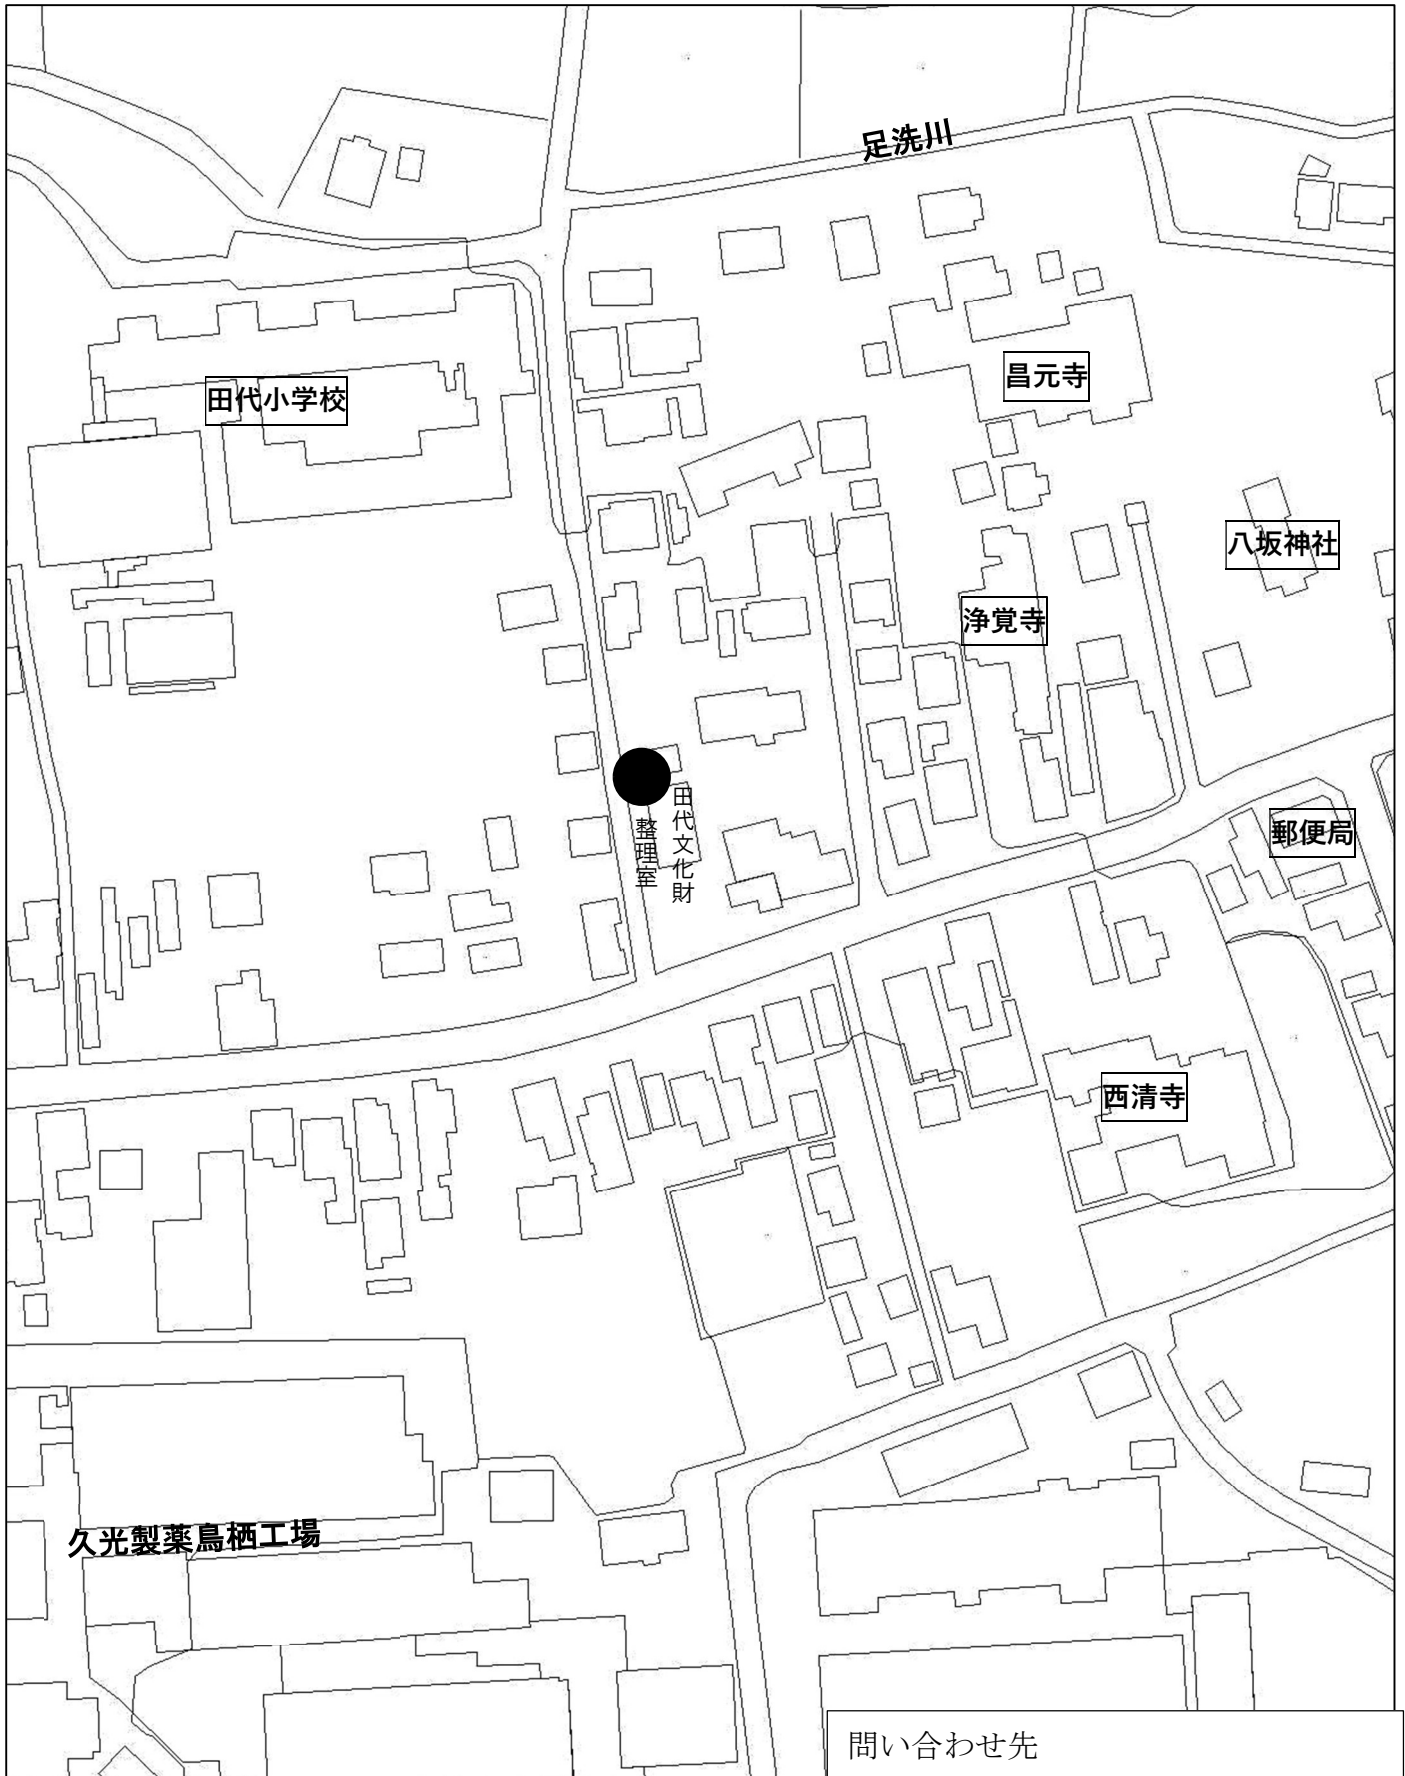 足洗川
昌元寺
田代小学校
八坂神社
浄覚寺
田代文化財
整理室
郵便局
西清寺
久光製薬鳥栖工場
問い合わせ先